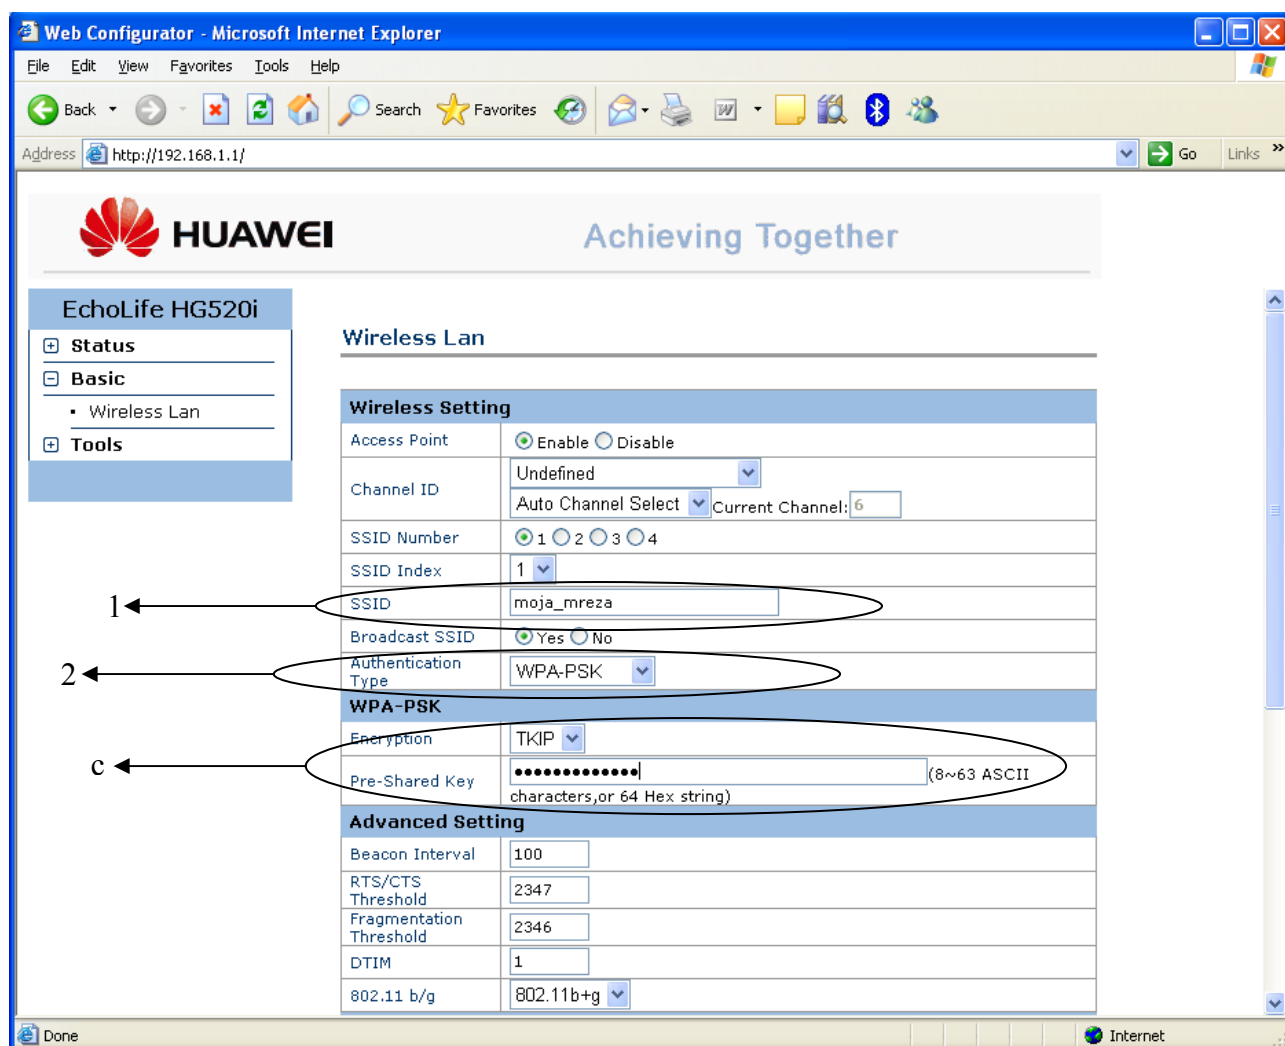 Web Configurator - Microsoft Internet Explorer
File Edit View Favorites Tools Help
Back Search Favorites
Address http://192.168.1.1/ Go Links »
HUAWEI Achieving Together
EchoLife HG520i
Status
Basic
Wireless Lan
Tools
Wireless Lan
Wireless Setting
Access Point Enable Disable
Channel ID Undefined
Auto Channel Select Current Channel: 6
SSID Number 1 2 3 4
SSID Index 1
1 SSID moja_mreza
Broadcast SSID Yes No
2 Authentication Type WPA-PSK
WPA-PSK
Encryption TKIP
c Pre-Shared Key ••••••••••••• (8~63 ASCII
characters,or 64 Hex string)
Advanced Setting
Beacon Interval 100
RTS/CTS Threshold 2347
Fragmentation Threshold 2346
DTIM 1
802.11 b/g 802.11b+g
Done Internet